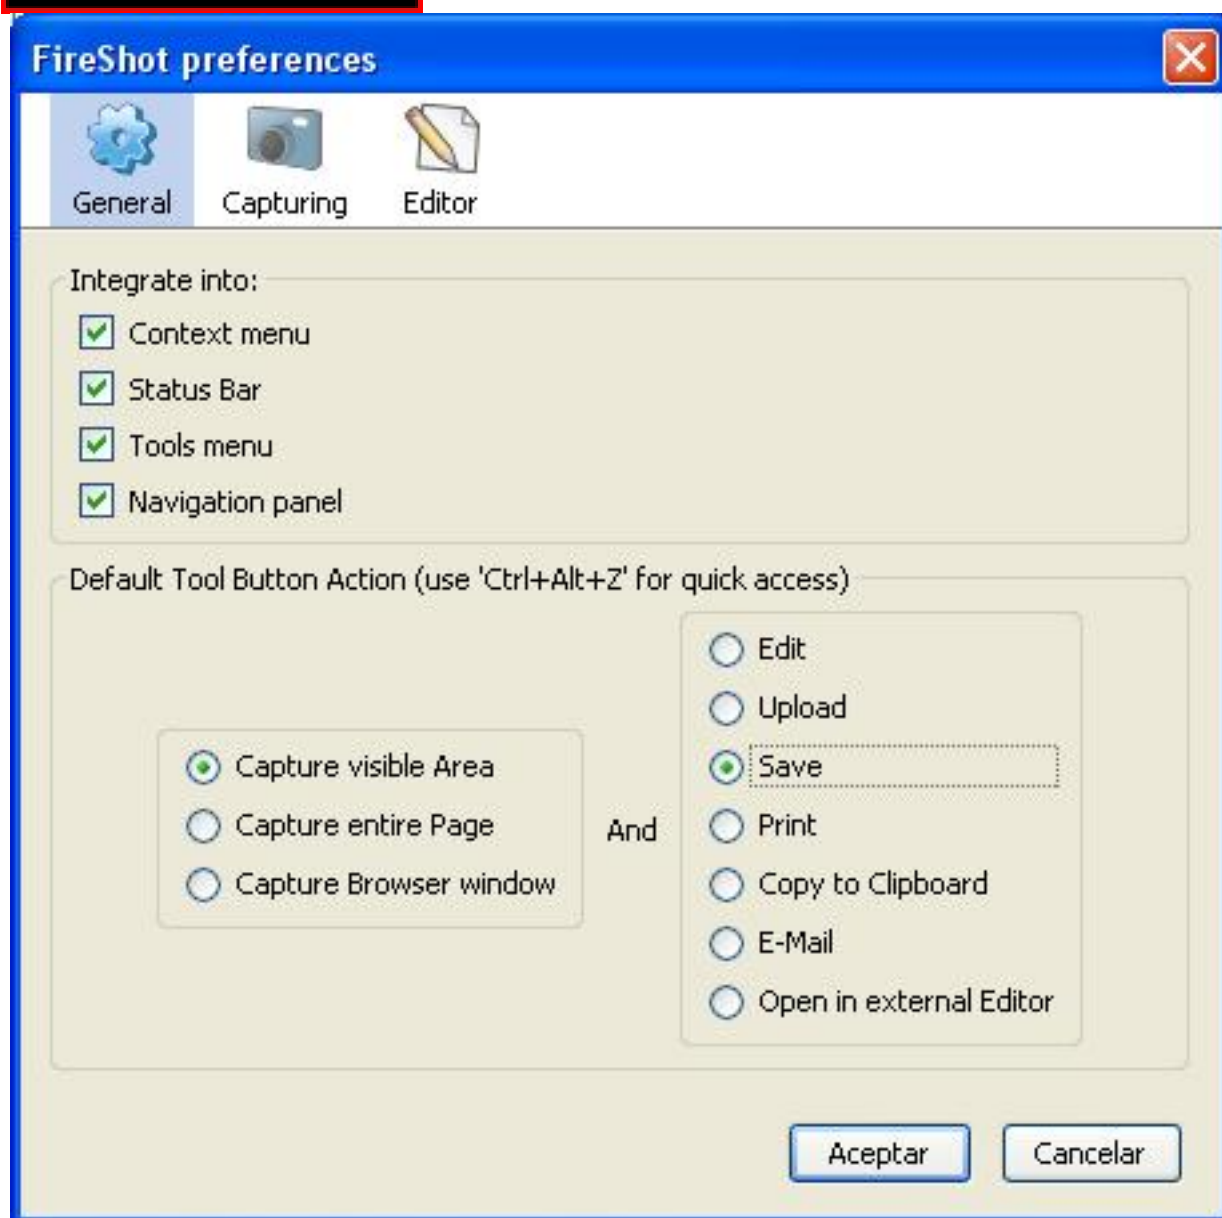 FireShot preferences
General Capturing Editor
Integrate into:
Context menu
Status Bar
Tools menu
Navigation panel
Default Tool Button Action (use 'Ctrl+Alt+Z' for quick access)
Capture visible Area
Capture entire Page
Capture Browser window
And
Edit
Upload
Save
Print
Copy to Clipboard
E-Mail
Open in external Editor
Aceptar Cancelar